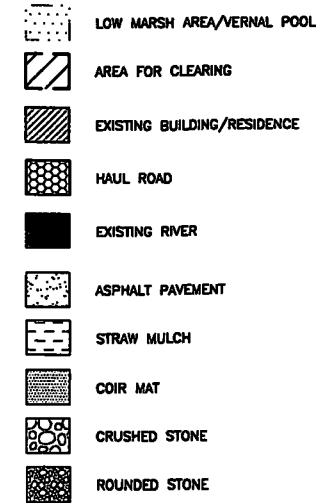 LOW MARSH AREA/VERNAL POOL
AREA FOR CLEARING
EXISTING BUILDING/RESIDENCE
HAUL ROAD
EXISTING RIVER
ASPHALT PAVEMENT
STRAW MULCH
COIR MAT
CRUSHED STONE
ROUNDED STONE